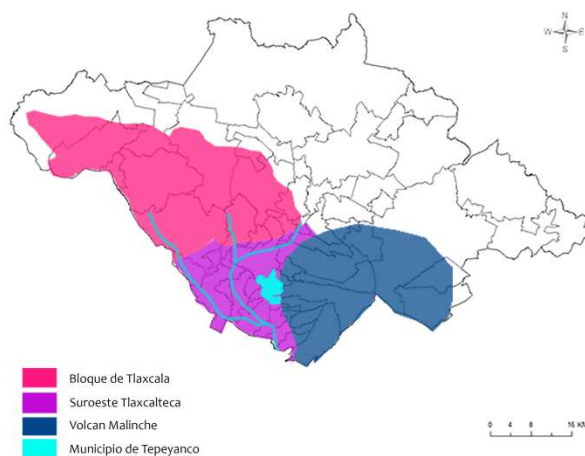 N
W E
S
Bloque de Tlaxcala
Suroeste Tlaxcalteca
Volcan Malinche
Municipio de Tepeyanco
0 4 8 16 KM